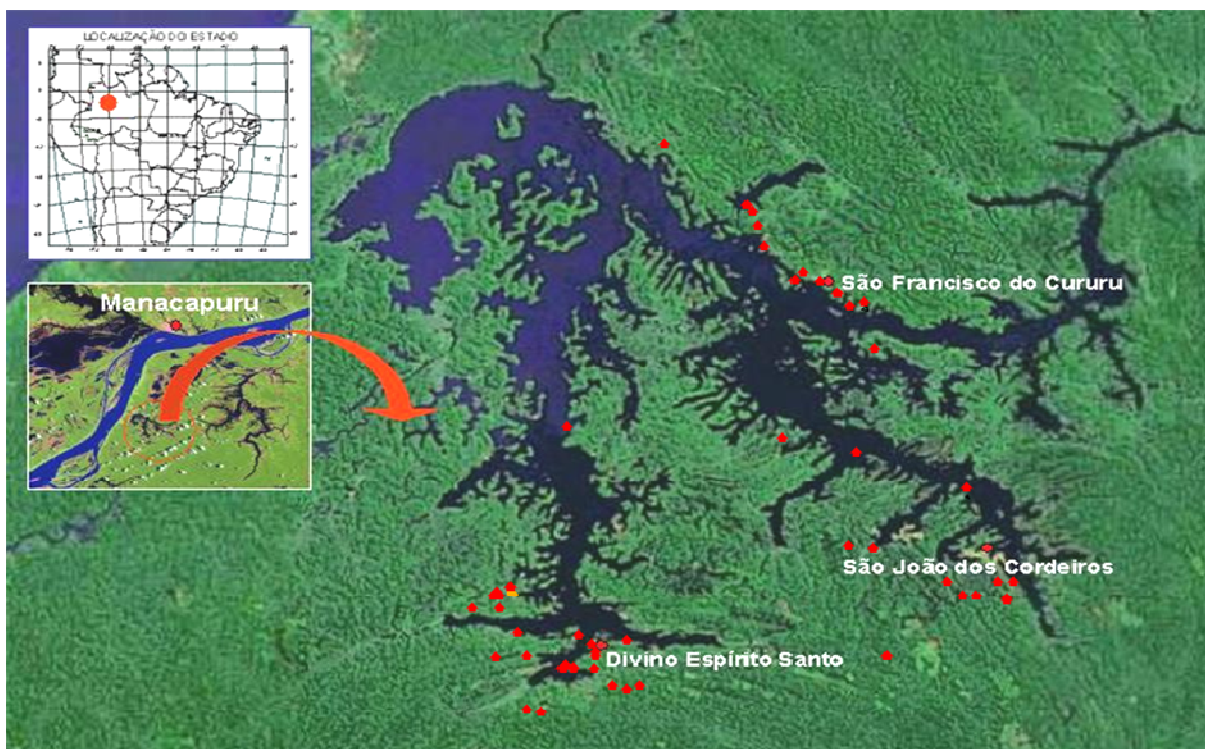 LOCALIZAÇÃO DO ESTADO
Manacapuru
São Francisco do Cururu
São João dos Cordeiros
Divino Espírito Santo